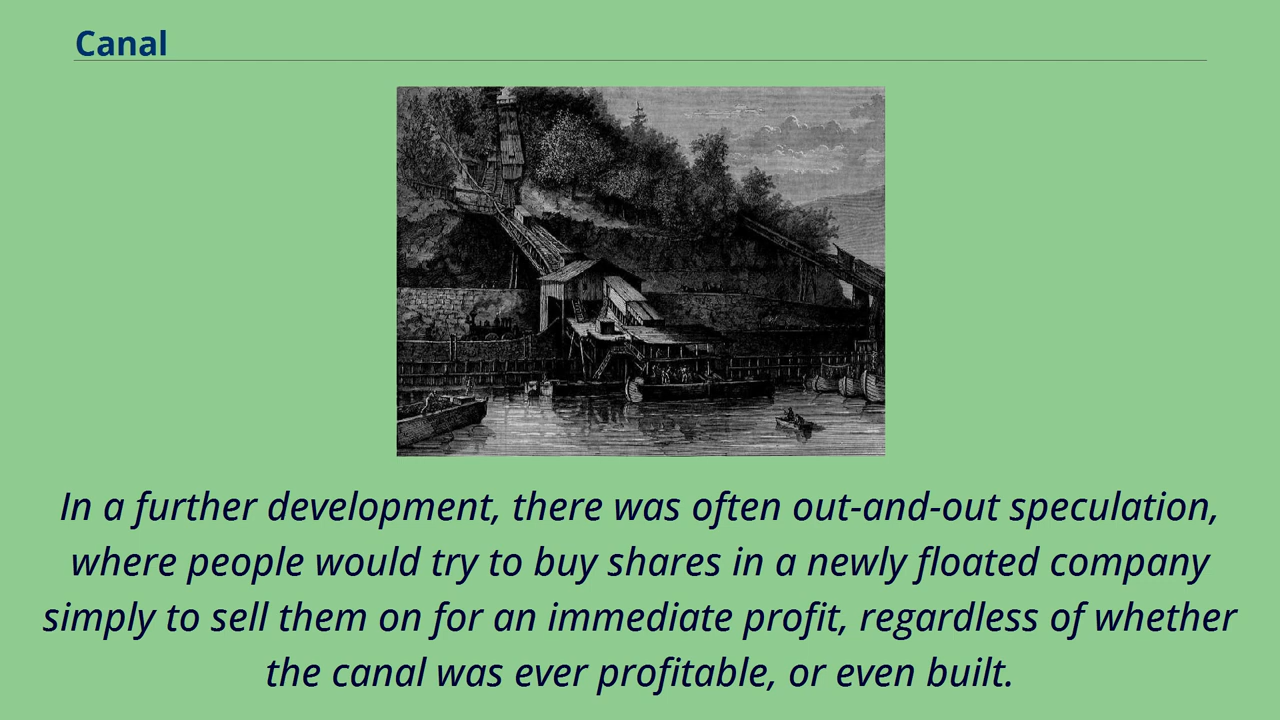 Canal
In a further development, there was often out-and-out speculation,
where people would try to buy shares in a newly floated company
simply to sell them on for an immediate profit, regardless of whether
the canal was ever profitable, or even built.